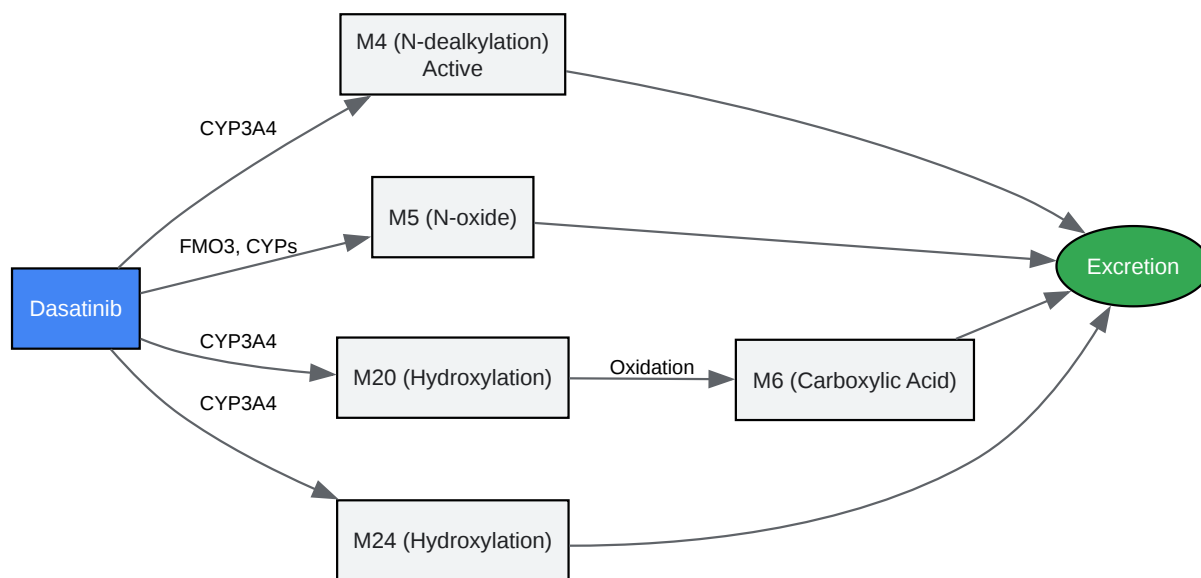 M4 (N-dealkylation)
Active
CYP3A4
M5 (N-oxide)
FMO3, CYPs
Excretion
Dasatinib
CYP3A4
M20 (Hydroxylation)
Oxidation
M6 (Carboxylic Acid)
CYP3A4
M24 (Hydroxylation)